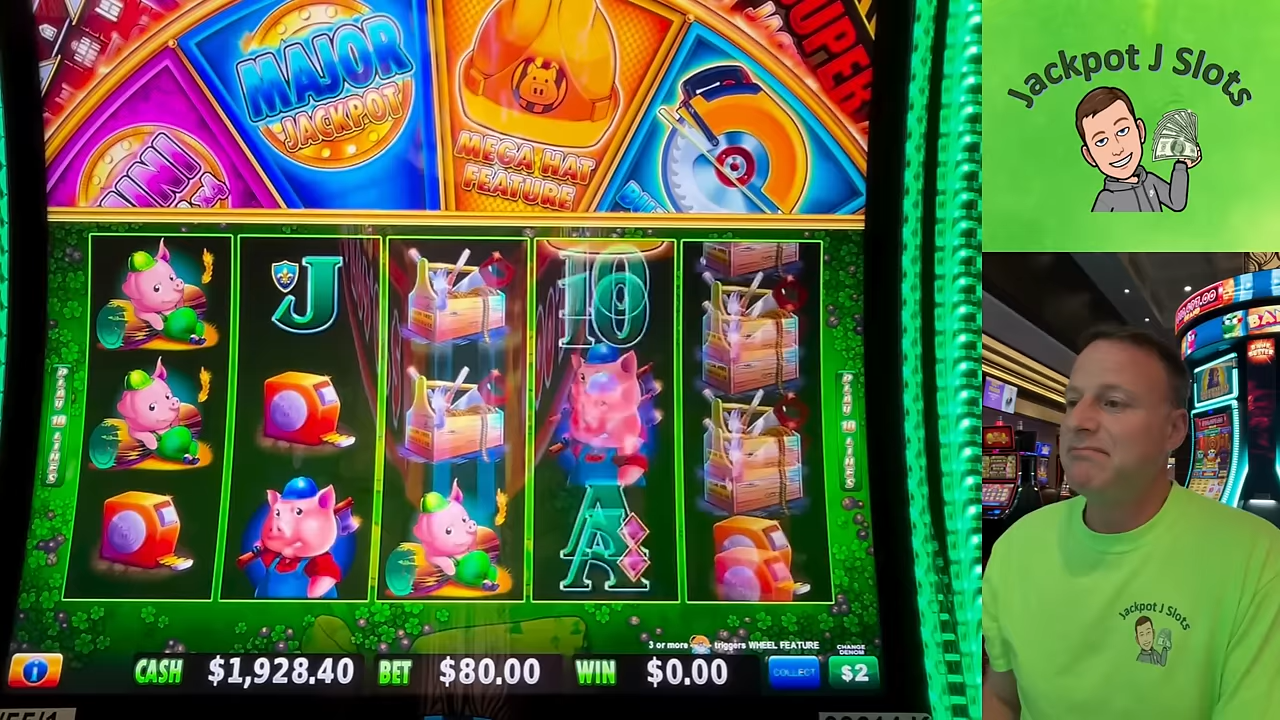 MAJOR
JACKPOT
MINI
x4
MEGA HAT
FEATURE
SUPER
Jackpot J Slots
J
10
A
PLAY 10 LINES
PLAY 10 LINES
3 or more triggers WHEEL FEATURE
CASH $1,928.40 BET $80.00 WIN $0.00
COLLECT
CHANGE
DENOM
$2
Jackpot J Slots